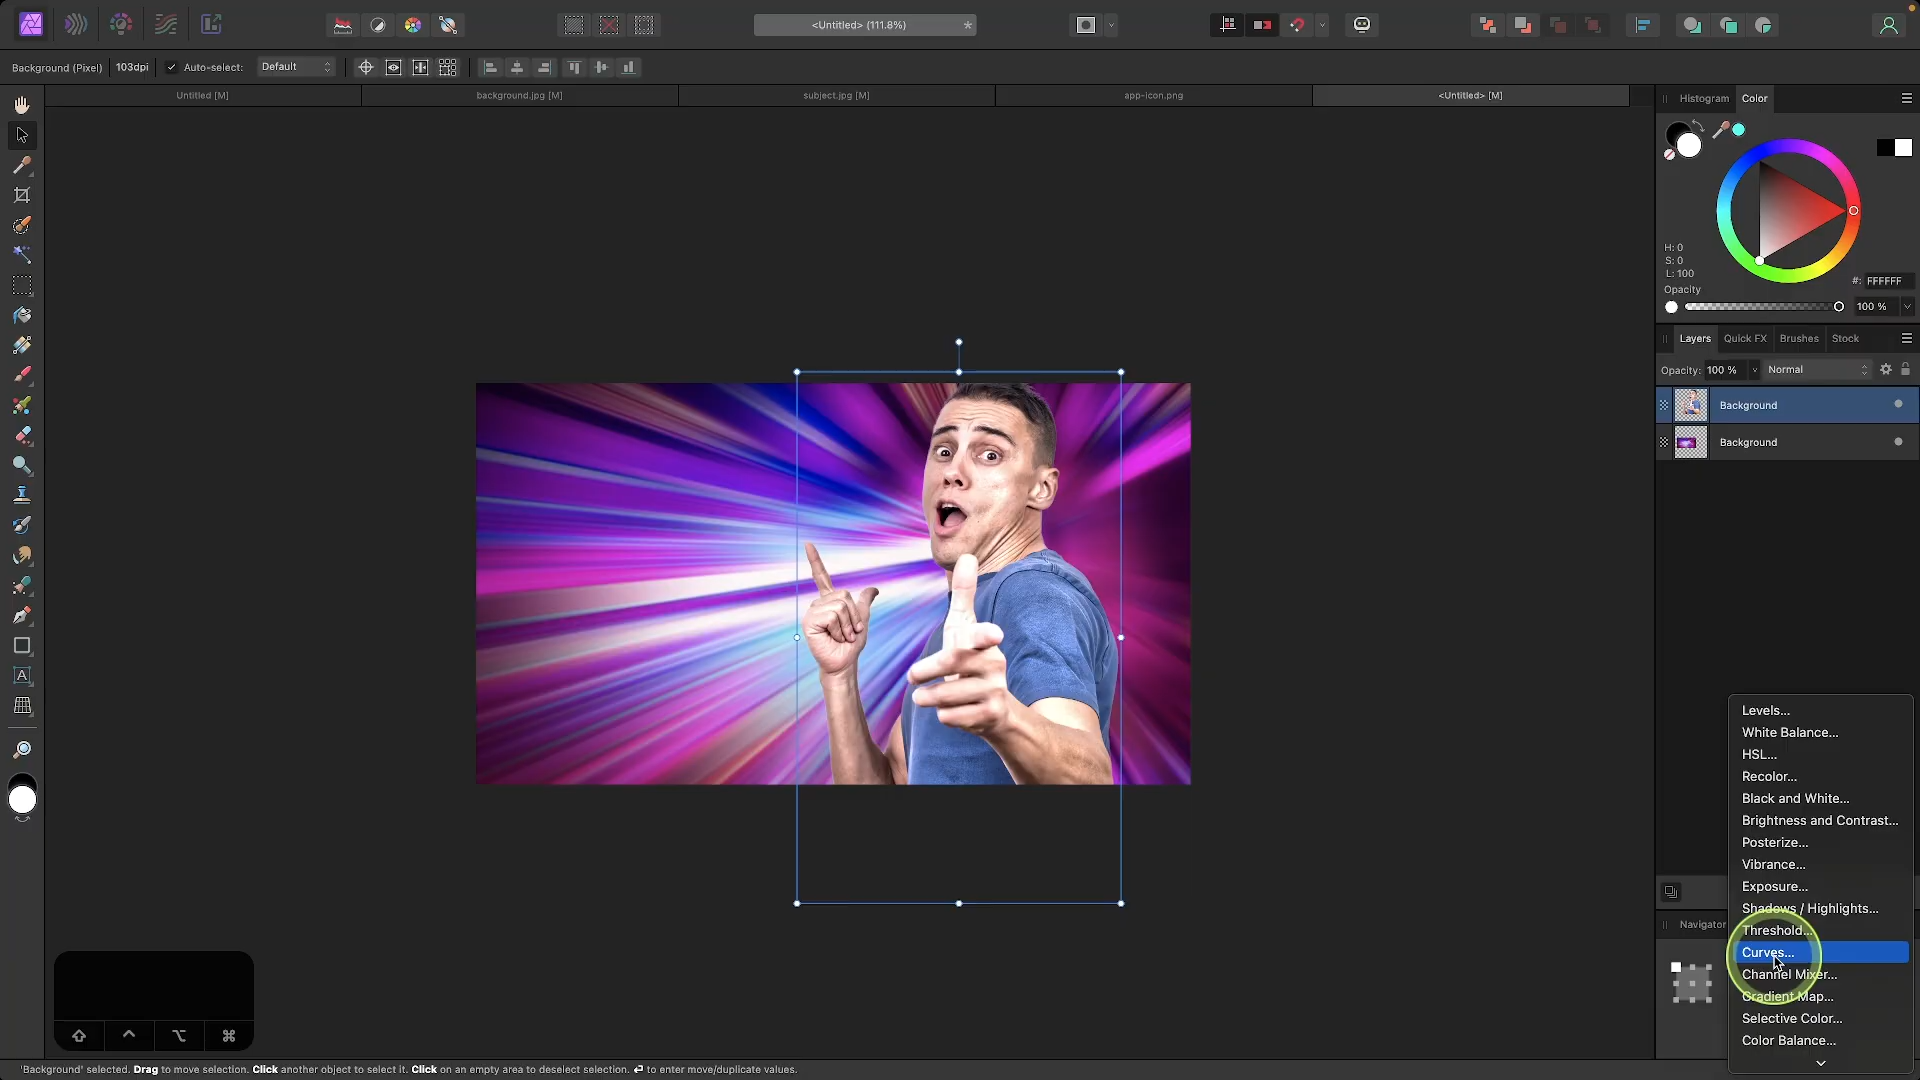 <Untitled> (111.8%)
*
Background (Pixel)
103dpi
Auto-select:
Default
Untitled [M]
background.jpg [M]
subject.jpg [M]
app-icon.png
<Untitled> [M]
Histogram
Color
H: 0
S: 0
L: 100
#: FFFFFF
Opacity
100 %
Layers
Quick FX
Brushes
Stock
Opacity: 100 %
Normal
Background
Background
Levels...
White Balance...
HSL...
Recolor...
Black and White...
Brightness and Contrast...
Posterize...
Vibrance...
Exposure...
Shadows / Highlights...
Navigator
Threshold...
Curves...
Channel Mixer...
Gradient Map...
Selective Color...
Color Balance...
A
'Background' selected. Drag to move selection. Click another object to select it. Click on an empty area to deselect selection. ⏎ to enter move/duplicate values.